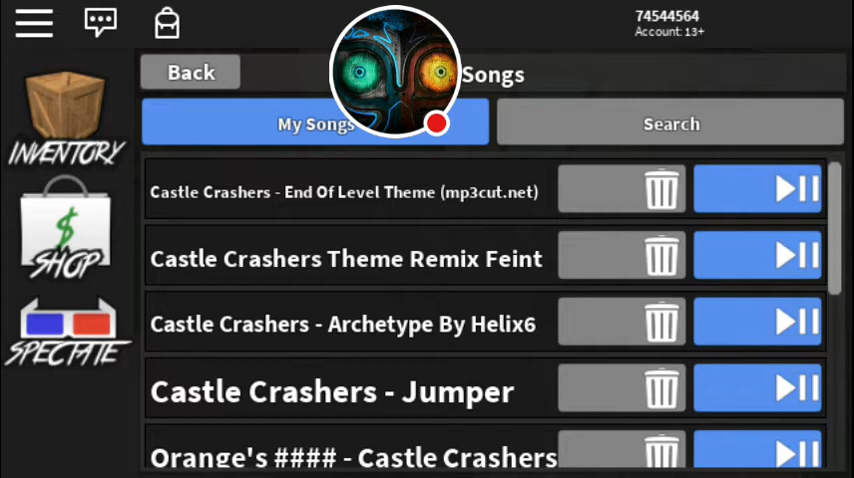 74544564
Account: 13+
Back
Songs
My Songs
Search
INVENTORY
Castle Crashers - End Of Level Theme (mp3cut.net)
Castle Crashers Theme Remix Feint
$
SHOP
Castle Crashers - Archetype By Helix6
SPECTATE
Castle Crashers - Jumper
Orange's #### - Castle Crashers